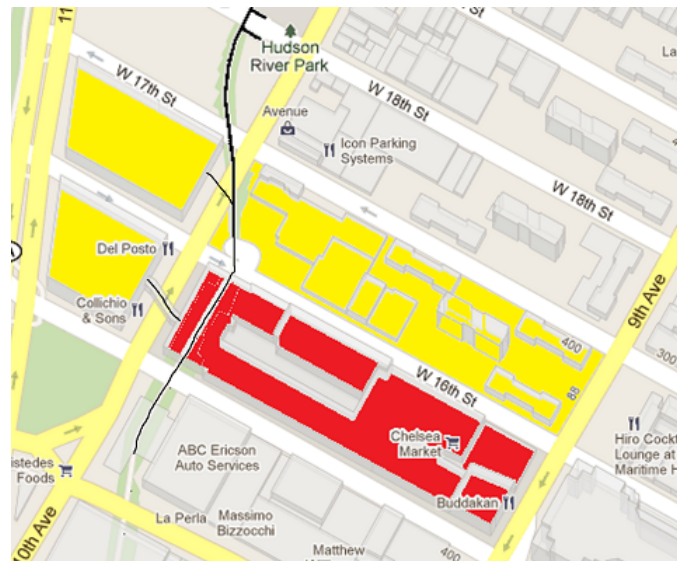 11
Hudson
River Park
W 17th St
W 18th St
La
Avenue
Icon Parking
Systems
W 18th St
Del Posto
9th Ave
Collichio
& Sons
400
300
W 16th St
88
Chelsea
Market
Hiro Cockt
Lounge at
Maritime H
ABC Ericson
Auto Services
istedes
Foods
Buddakan
La Perla
Massimo
Bizzocchi
10th Ave
Matthew
400